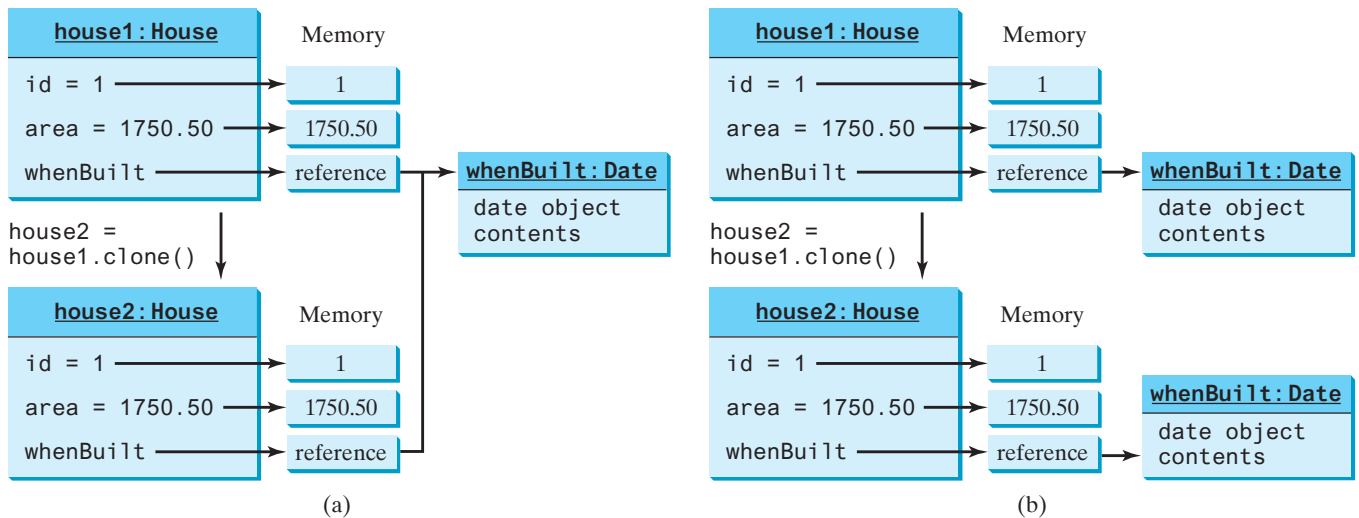 house1:House
Memory
id = 1
1
area = 1750.50
1750.50
whenBuilt
reference
whenBuilt:Date
date object
contents
house2 =
house1.clone()
house2:House
Memory
id = 1
1
area = 1750.50
1750.50
whenBuilt
reference
(a)
house1:House
Memory
id = 1
1
area = 1750.50
1750.50
whenBuilt
reference
whenBuilt:Date
date object
contents
house2 =
house1.clone()
house2:House
Memory
id = 1
1
area = 1750.50
1750.50
whenBuilt
reference
whenBuilt:Date
date object
contents
(b)